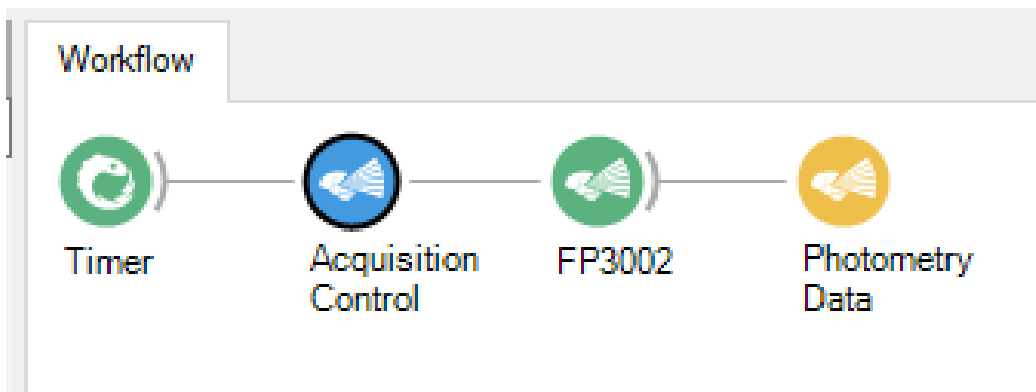 Workflow
Timer
Acquisition
Control
FP3002
Photometry
Data